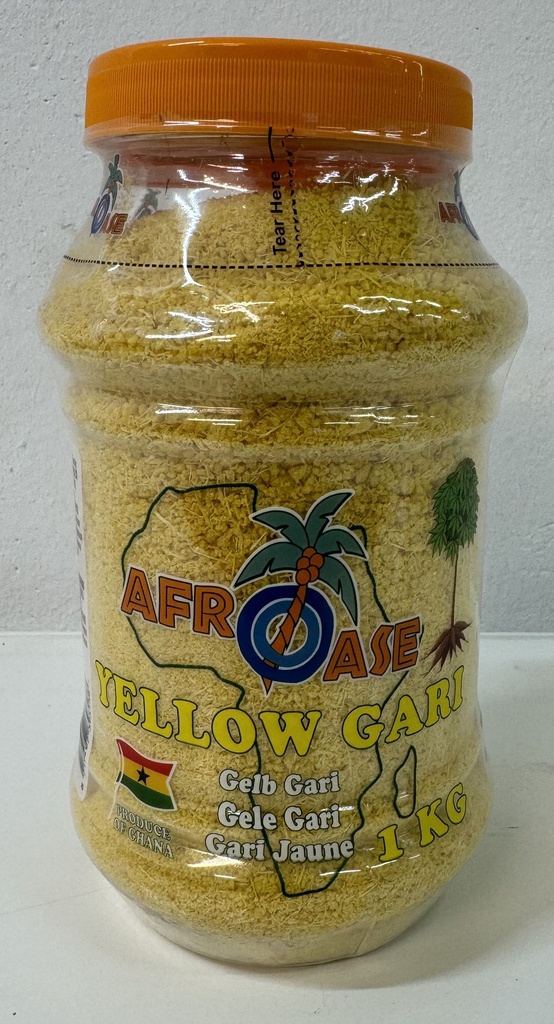 Tear Here
AFROASE
YELLOW GARI
Gelb Gari
Gele Gari
Gari Jaune
1 KG
PRODUCE
OF GHANA